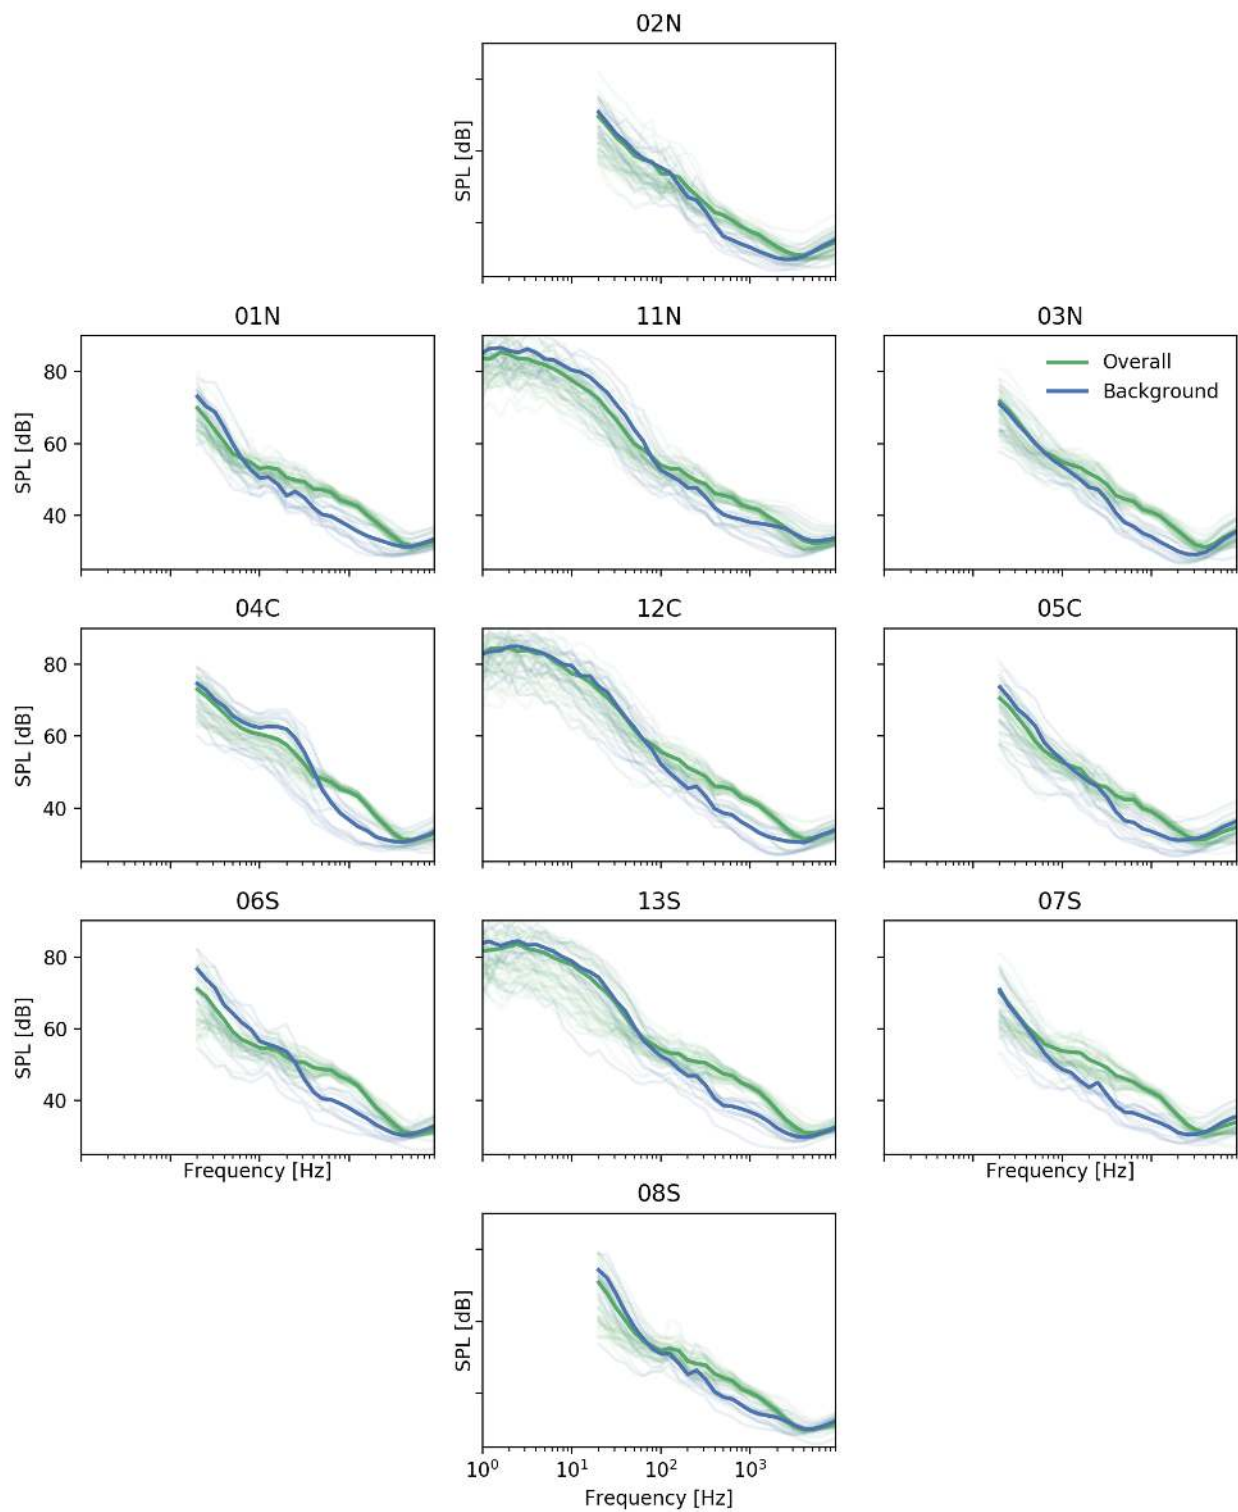 02N
SPL [dB]
01N
11N
03N
80
60
40
SPL [dB]
Overall
Background
04C
12C
05C
80
60
40
SPL [dB]
06S
13S
07S
80
60
40
SPL [dB]
Frequency [Hz]
Frequency [Hz]
08S
SPL [dB]
10⁰
10¹
10²
10³
Frequency [Hz]